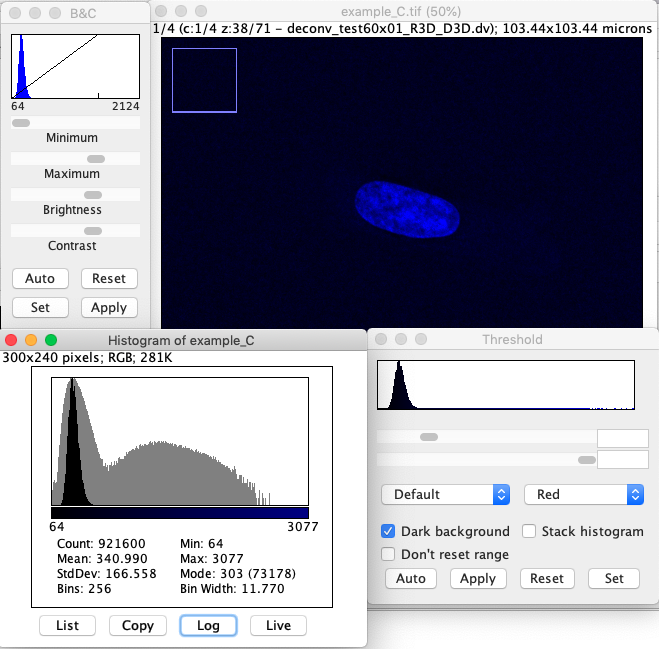 B&C
64 2124
Minimum
Maximum
Brightness
Contrast
Auto Reset
Set Apply
example_C.tif (50%)
1/4 (c:1/4 z:38/71 - deconv_test60x01_R3D_D3D.dv); 103.44x103.44 microns
Histogram of example_C
300x240 pixels; RGB; 281K
64 3077
Count: 921600 Min: 64
Mean: 340.990 Max: 3077
StdDev: 166.558 Mode: 303 (73178)
Bins: 256 Bin Width: 11.770
List Copy Log Live
Threshold
Default Red
Dark background Stack histogram
Don't reset range
Auto Apply Reset Set